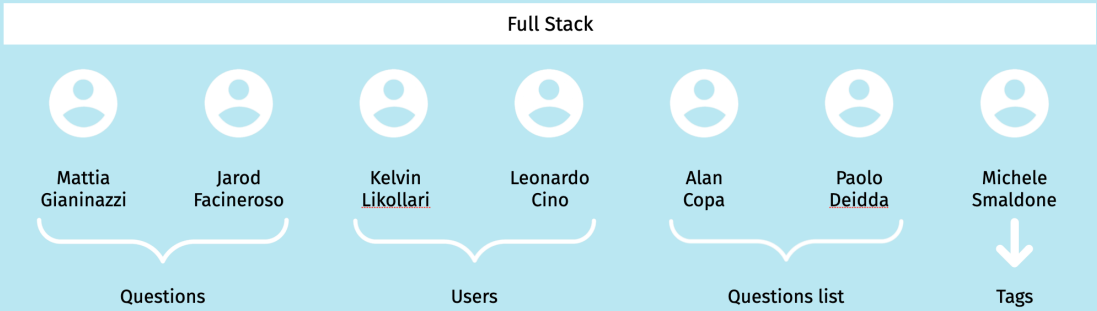 Full Stack
Mattia
Gianinazzi
Jarod
Facineroso
Kelvin
Likollari
Leonardo
Cino
Alan
Copa
Paolo
Deidda
Michele
Smaldone
Questions
Users
Questions list
Tags